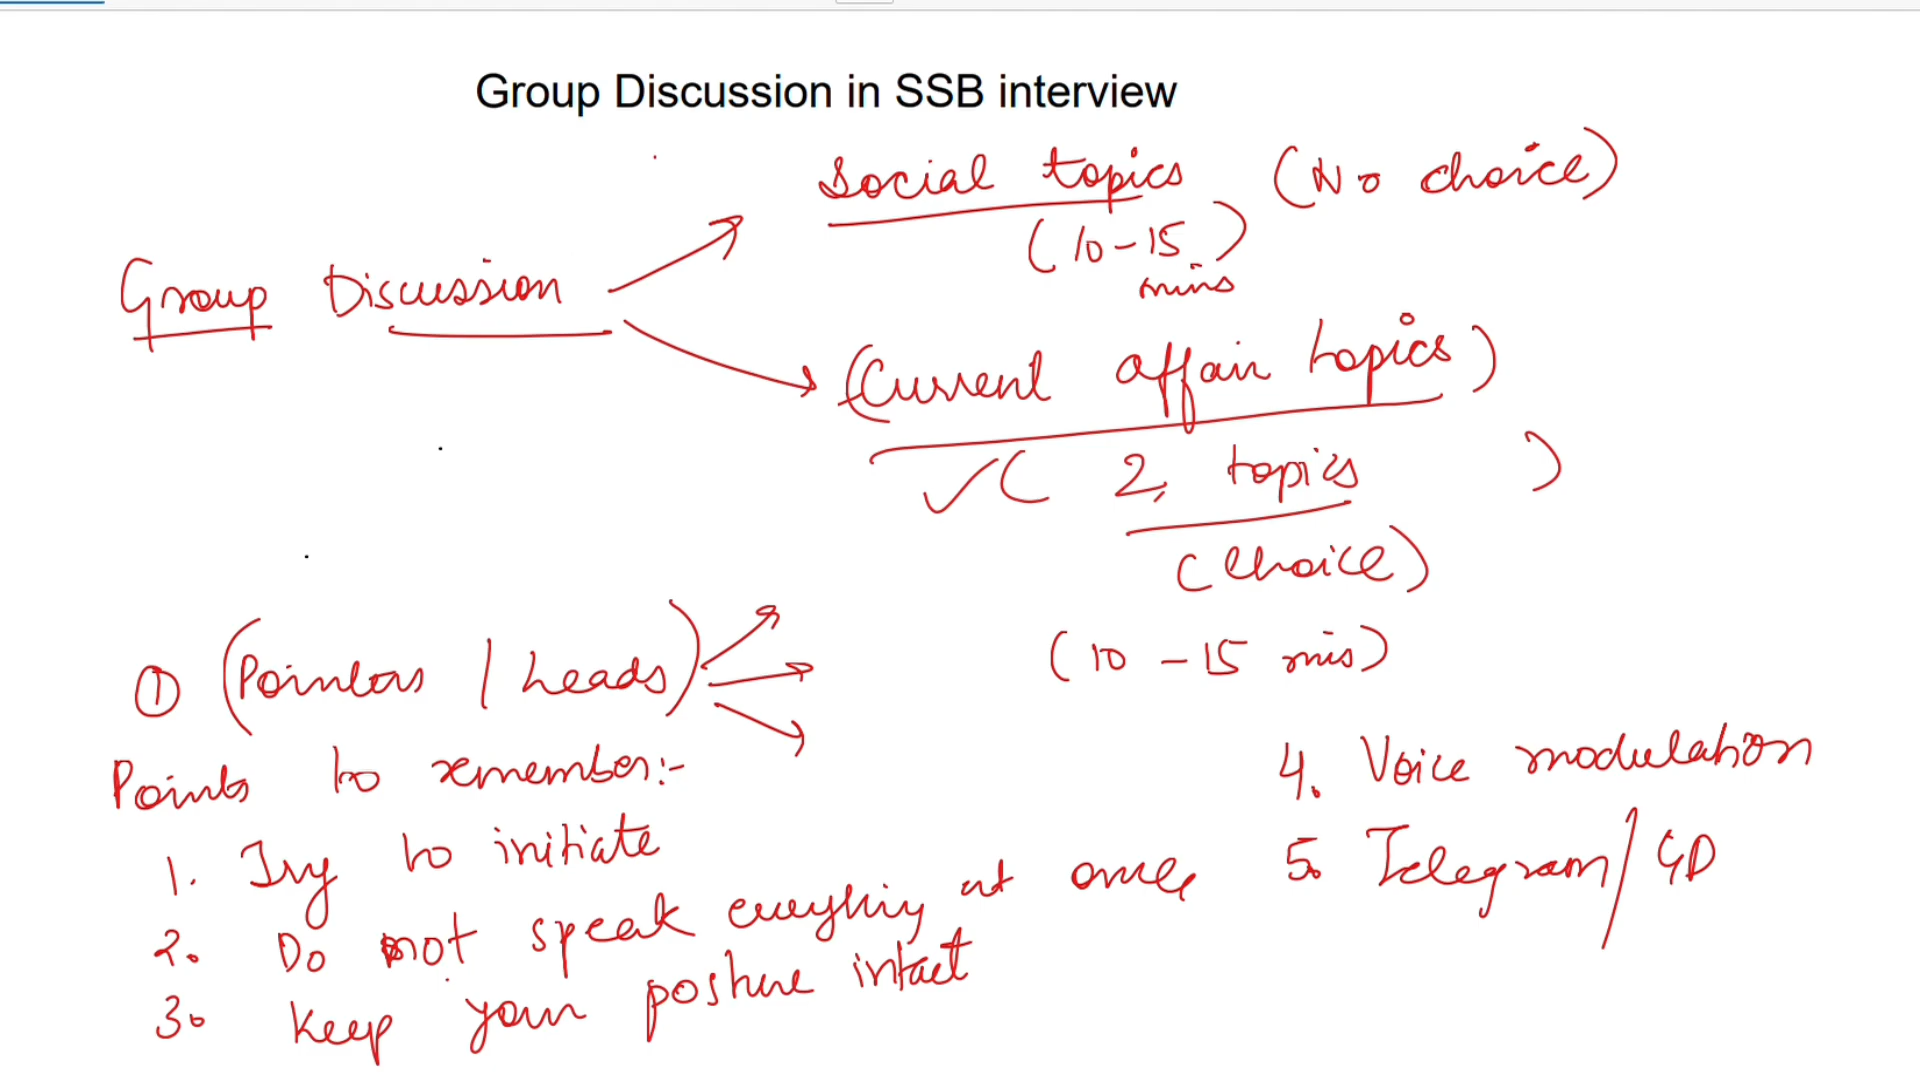 Group Discussion in SSB interview
Social topics (No choice)
(10-15)
mins
Group Discussion
(Current affair topics)
( 2, topics )
(choice)
(10 - 15 mis)
① (Pointers / heads)
Points to remember:-
1. Try to initiate
2. Do not speak everything at once
3. Keep your posture intact
4. Voice modulation
5. Telegram / GD